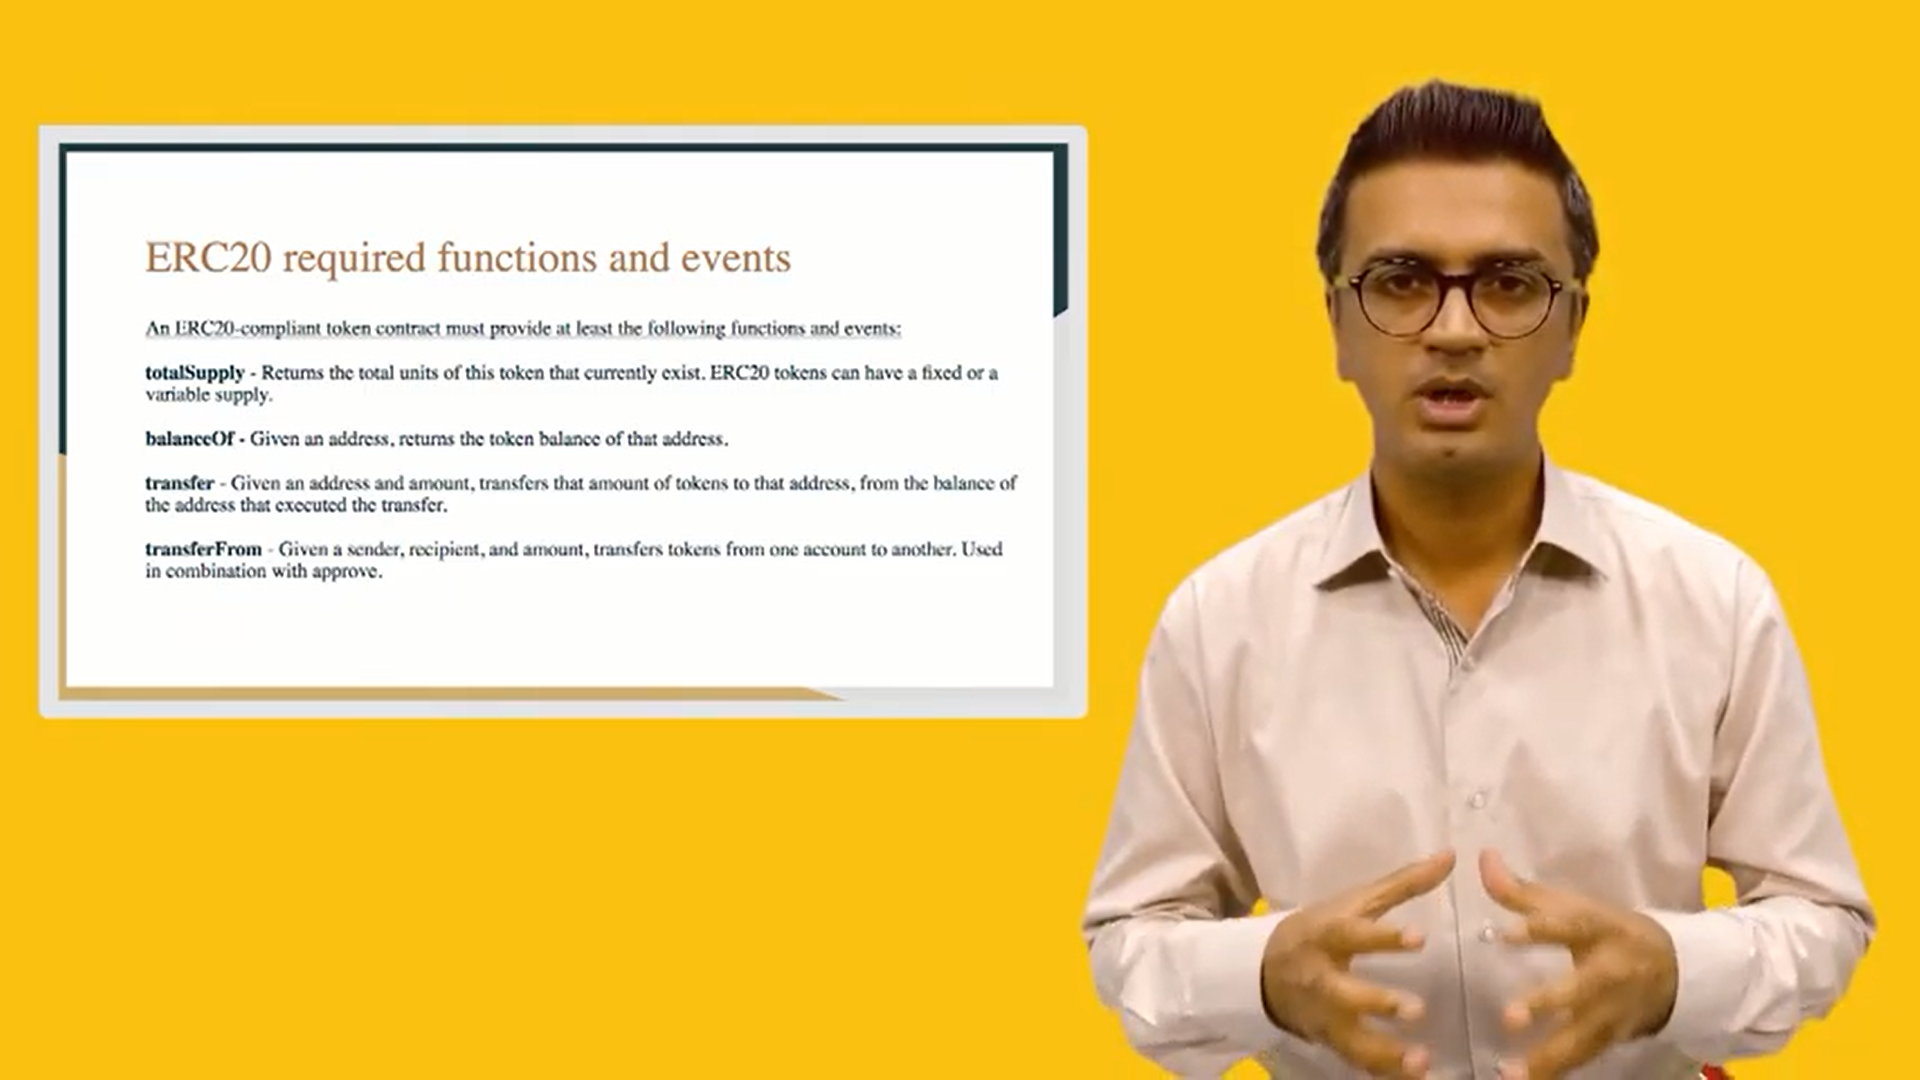 ERC20 required functions and events
An ERC20-compliant token contract must provide at least the following functions and events:
totalSupply - Returns the total units of this token that currently exist. ERC20 tokens can have a fixed or a
variable supply.
balanceOf - Given an address, returns the token balance of that address.
transfer - Given an address and amount, transfers that amount of tokens to that address, from the balance of
the address that executed the transfer.
transferFrom - Given a sender, recipient, and amount, transfers tokens from one account to another. Used
in combination with approve.